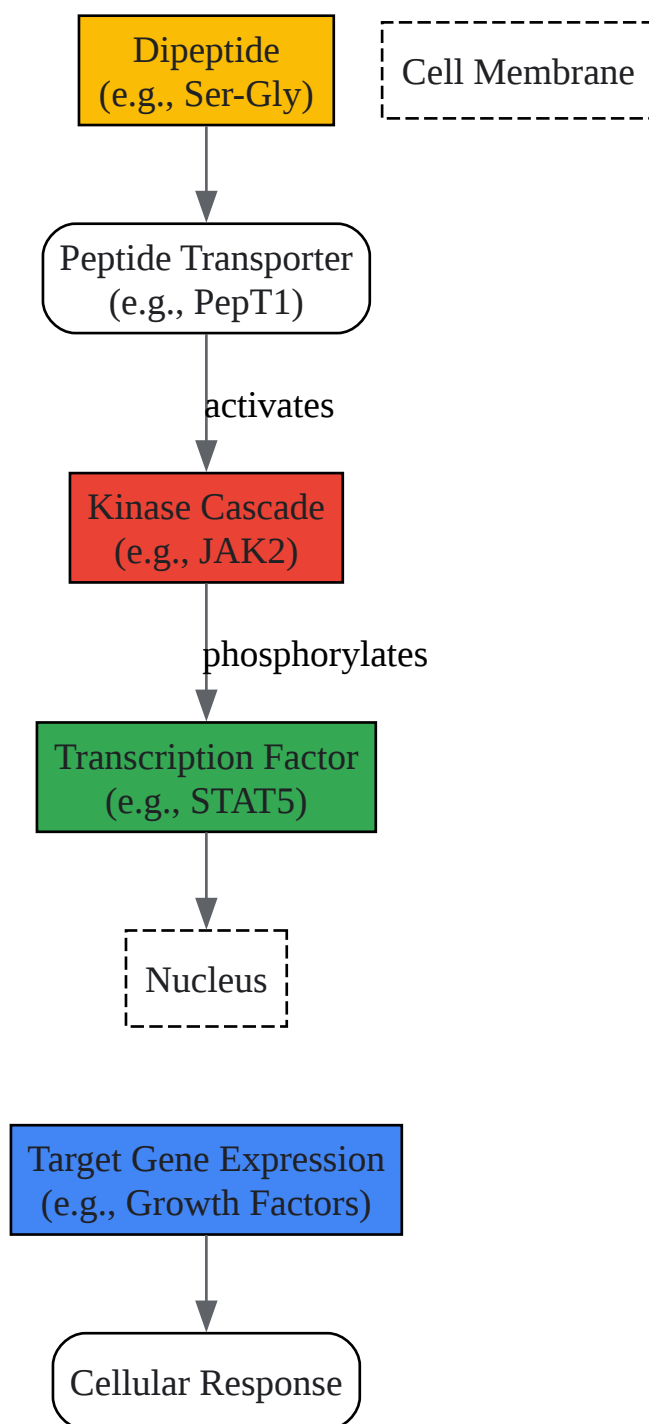 Dipeptide
(e.g., Ser-Gly)
Cell Membrane
Peptide Transporter
(e.g., PepT1)
activates
Kinase Cascade
(e.g., JAK2)
phosphorylates
Transcription Factor
(e.g., STAT5)
Nucleus
Target Gene Expression
(e.g., Growth Factors)
Cellular Response